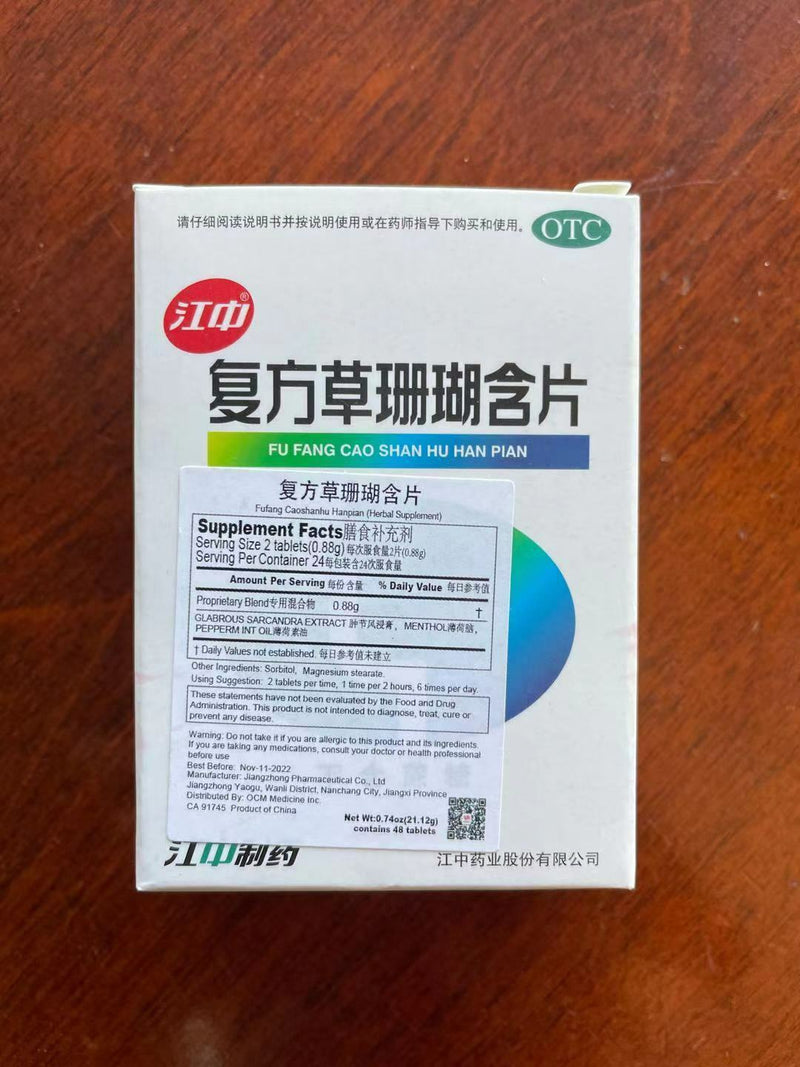 请仔细阅读说明书并按说明使用或在药师指导下购买和使用。
OTC
江中®
复方草珊瑚含片
FU FANG CAO SHAN HU HAN PIAN
复方草珊瑚含片
Fufang Caoshanhu Hanpian (Herbal Supplement)
Supplement Facts膳食补充剂
Serving Size 2 tablets(0.88g) 每次服食量2片(0.88g)
Serving Per Container 24每包装含24次服食量
Amount Per Serving 每份含量 % Daily Value 每日参考值
Proprietary Blend专用混合物 0.88g †
GLABROUS SARCANDRA EXTRACT 肿节风浸膏, MENTHOL薄荷脑,
PEPPERM INT OIL薄荷素油
† Daily Values not established. 每日参考值未建立
Other Ingredients: Sorbitol, Magnesium stearate.
Using Suggestion: 2 tablets per time, 1 time per 2 hours, 6 times per day.
These statements have not been evaluated by the Food and Drug
Administration. This product is not intended to diagnose, treat, cure or
prevent any disease.
Warning: Do not take it if you are allergic to this product and its ingredients.
If you are taking any medications, consult your doctor or health professional
before use
Best Before: Nov-11-2022
Manufacturer: Jiangzhong Pharmaceutical Co., Ltd
Jiangzhong Yaogu, Wanli District, Nanchang City, Jiangxi Province
Distributed By: OCM Medicine Inc.
CA 91745 Product of China
Net Wt:0.74oz(21.12g)
contains 48 tablets
江中制药
江中药业股份有限公司